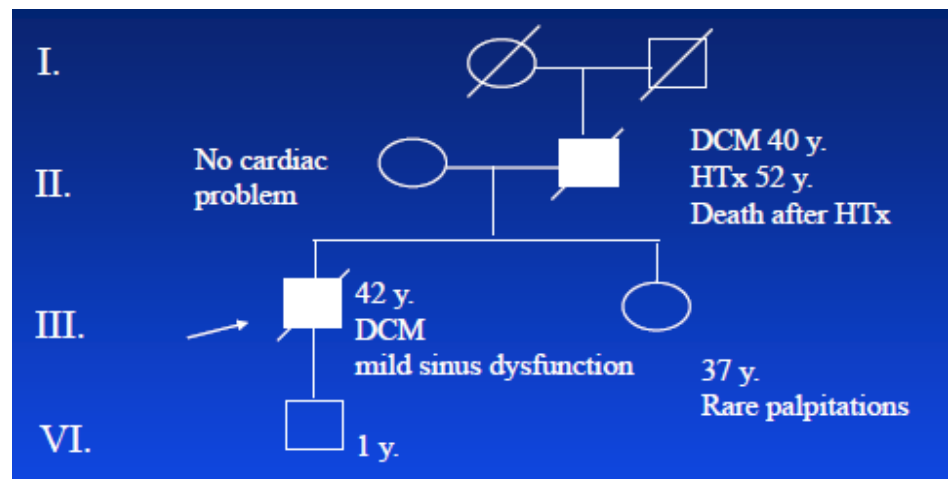 I.
No cardiac
problem
II.
DCM 40 y.
HTx 52 y.
Death after HTx
III.
42 y.
DCM
mild sinus dysfunction
37 y.
Rare palpitations
VI.
1 y.